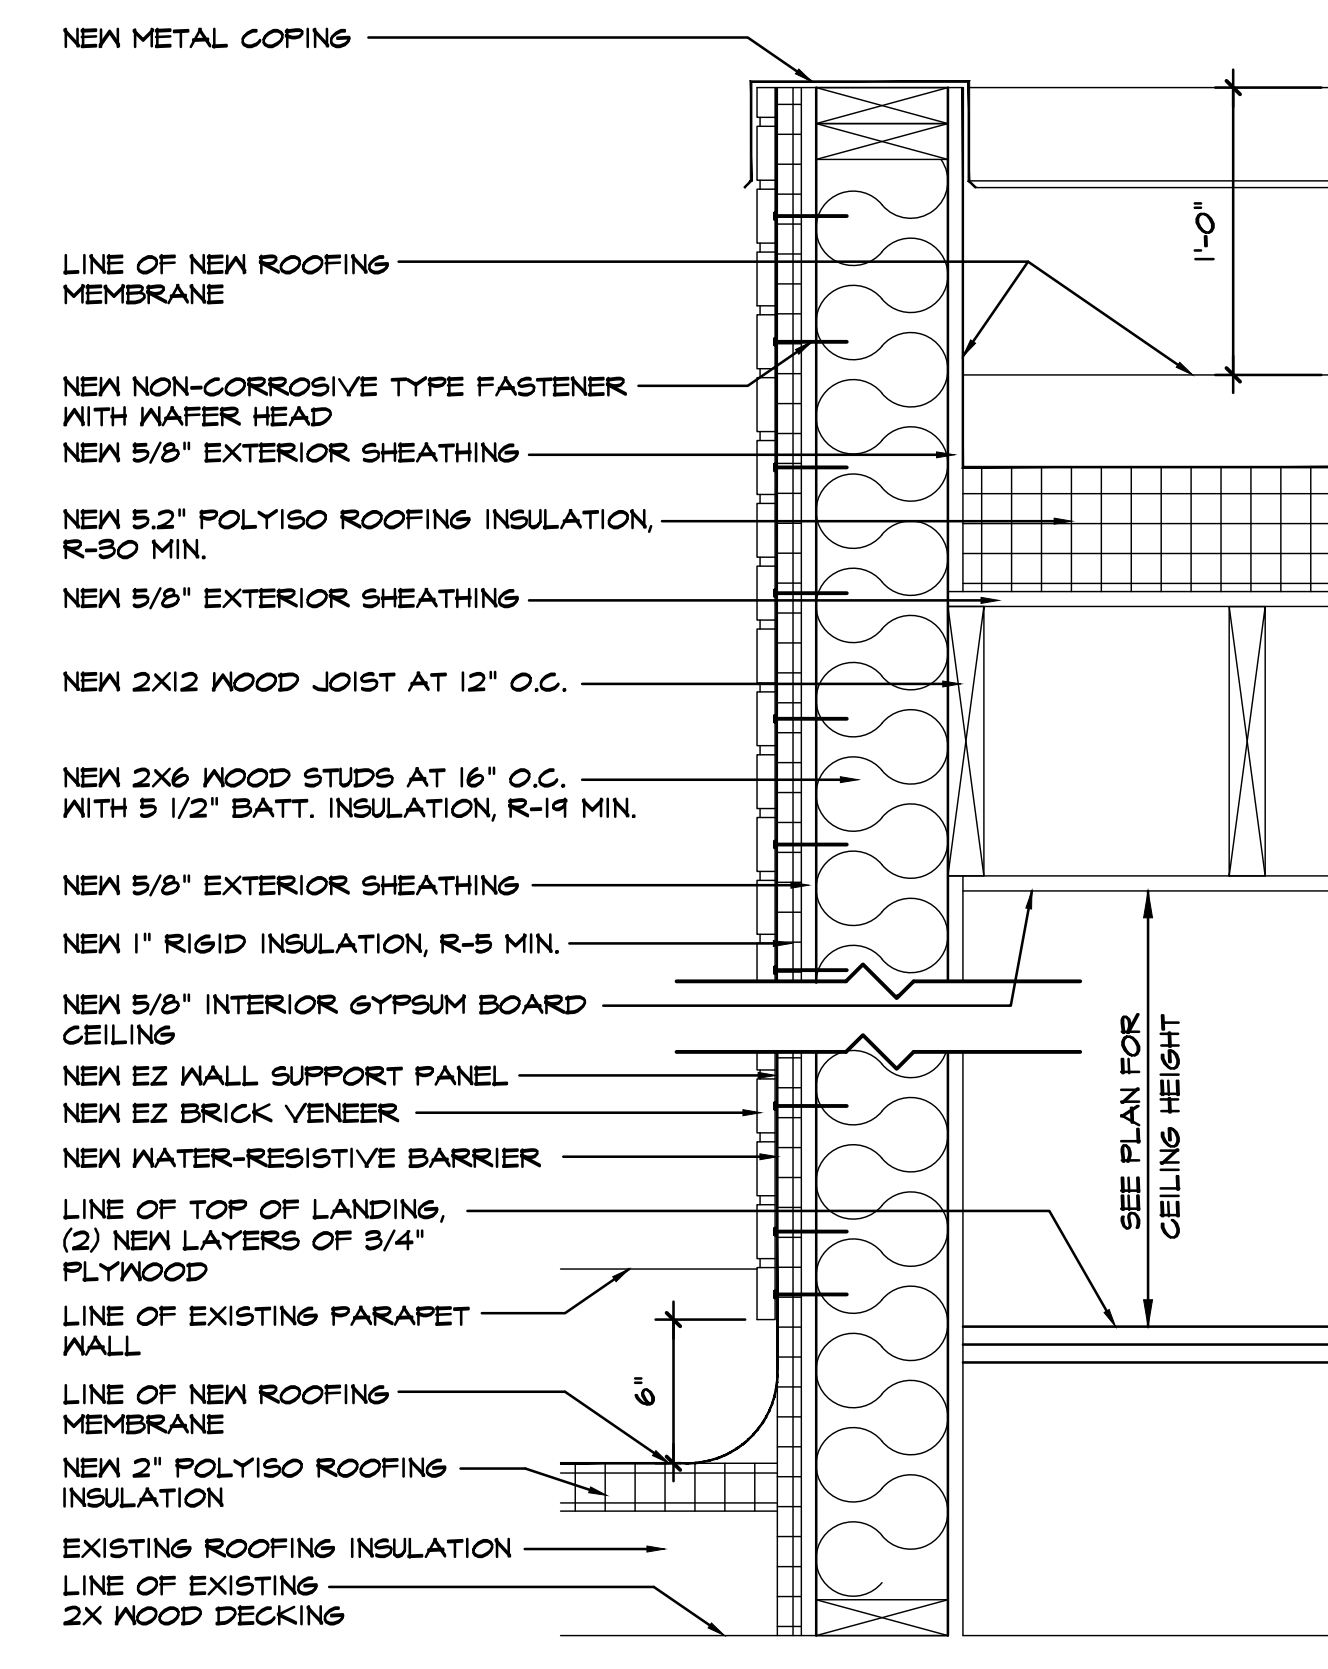 NEW METAL COPING
1'-0"
LINE OF NEW ROOFING
MEMBRANE
NEW NON-CORROSIVE TYPE FASTENER
WITH WAFER HEAD
NEW 5/8" EXTERIOR SHEATHING
NEW 5.2" POLYISO ROOFING INSULATION,
R-30 MIN.
NEW 5/8" EXTERIOR SHEATHING
NEW 2X12 WOOD JOIST AT 12" O.C.
NEW 2X6 WOOD STUDS AT 16" O.C.
WITH 5 1/2" BATT. INSULATION, R-19 MIN.
NEW 5/8" EXTERIOR SHEATHING
NEW 1" RIGID INSULATION, R-5 MIN.
NEW 5/8" INTERIOR GYPSUM BOARD
CEILING
NEW EZ WALL SUPPORT PANEL
NEW EZ BRICK VENEER
NEW WATER-RESISTIVE BARRIER
SEE PLAN FOR
CEILING HEIGHT
LINE OF TOP OF LANDING,
(2) NEW LAYERS OF 3/4"
PLYWOOD
LINE OF EXISTING PARAPET
WALL
6"
LINE OF NEW ROOFING
MEMBRANE
NEW 2" POLYISO ROOFING
INSULATION
EXISTING ROOFING INSULATION
LINE OF EXISTING
2X WOOD DECKING